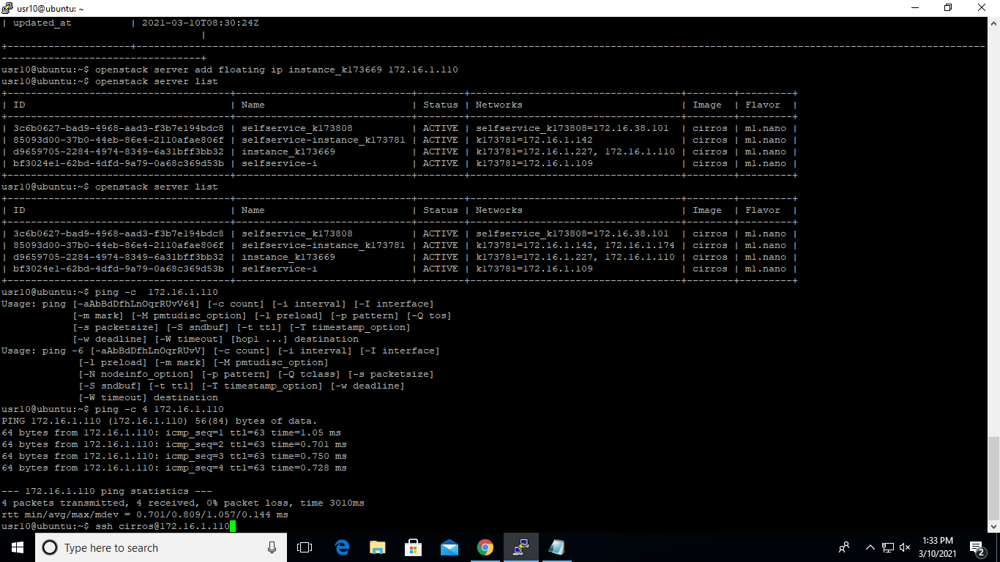 usr10@ubuntu: ~
| updated_at | 2021-03-10T08:30:24Z
|
usr10@ubuntu:~$ openstack server add floating ip instance_k173669 172.16.1.110
usr10@ubuntu:~$ openstack server list
| ID | Name | Status | Networks | Image | Flavor |
| 3c6b0627-bad9-4968-aad3-f3b7e194bdc8 | selfservice_k173808 | ACTIVE | selfservice_k173808=172.16.38.101 | cirros | m1.nano |
| 85093d00-37b0-44eb-86e4-2110afae806f | selfservice-instance_k173781 | ACTIVE | k173781=172.16.1.142 | cirros | m1.nano |
| d9659705-2284-4974-8349-6a31bff3bb32 | instance_k173669 | ACTIVE | k173781=172.16.1.227, 172.16.1.110 | cirros | m1.nano |
| bf3024e1-62bd-4dfd-9a79-0a68c369d53b | selfservice-i | ACTIVE | k173781=172.16.1.109 | cirros | m1.nano |
usr10@ubuntu:~$ openstack server list
| ID | Name | Status | Networks | Image | Flavor |
| 3c6b0627-bad9-4968-aad3-f3b7e194bdc8 | selfservice_k173808 | ACTIVE | selfservice_k173808=172.16.38.101 | cirros | m1.nano |
| 85093d00-37b0-44eb-86e4-2110afae806f | selfservice-instance_k173781 | ACTIVE | k173781=172.16.1.142, 172.16.1.174 | cirros | m1.nano |
| d9659705-2284-4974-8349-6a31bff3bb32 | instance_k173669 | ACTIVE | k173781=172.16.1.227, 172.16.1.110 | cirros | m1.nano |
| bf3024e1-62bd-4dfd-9a79-0a68c369d53b | selfservice-i | ACTIVE | k173781=172.16.1.109 | cirros | m1.nano |
usr10@ubuntu:~$ ping -c  172.16.1.110
Usage: ping [-aAbBdDfhLnOqrRUvV64] [-c count] [-i interval] [-I interface]
[-m mark] [-M pmtudisc_option] [-l preload] [-p pattern] [-Q tos]
[-s packetsize] [-S sndbuf] [-t ttl] [-T timestamp_option]
[-w deadline] [-W timeout] [hop1 ...] destination
Usage: ping -6 [-aAbBdDfhLnOqrRUvV] [-c count] [-i interval] [-I interface]
[-l preload] [-m mark] [-M pmtudisc_option]
[-N nodeinfo_option] [-p pattern] [-Q tclass] [-s packetsize]
[-S sndbuf] [-t ttl] [-T timestamp_option] [-w deadline]
[-W timeout] destination
usr10@ubuntu:~$ ping -c 4 172.16.1.110
PING 172.16.1.110 (172.16.1.110) 56(84) bytes of data.
64 bytes from 172.16.1.110: icmp_seq=1 ttl=63 time=1.05 ms
64 bytes from 172.16.1.110: icmp_seq=2 ttl=63 time=0.701 ms
64 bytes from 172.16.1.110: icmp_seq=3 ttl=63 time=0.750 ms
64 bytes from 172.16.1.110: icmp_seq=4 ttl=63 time=0.728 ms
--- 172.16.1.110 ping statistics ---
4 packets transmitted, 4 received, 0% packet loss, time 3010ms
rtt min/avg/max/mdev = 0.701/0.809/1.057/0.144 ms
usr10@ubuntu:~$ ssh cirros@172.16.1.110
Type here to search
1:33 PM
3/10/2021
2